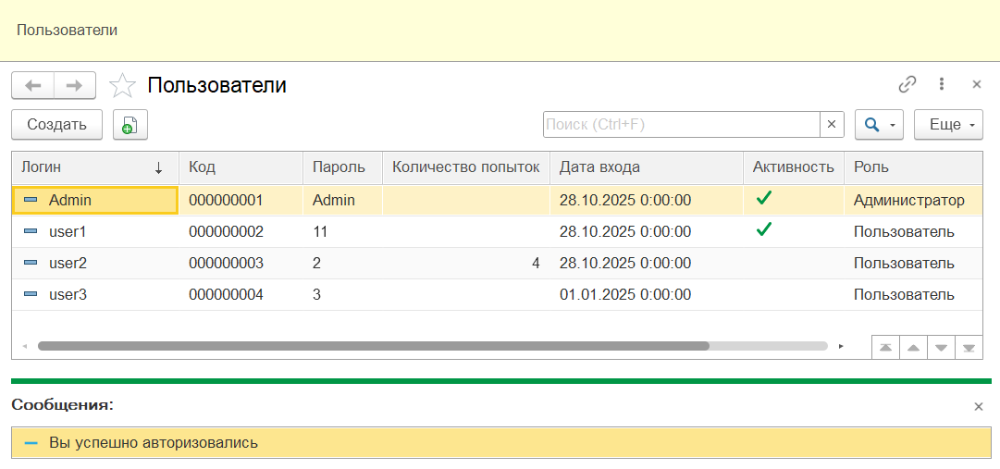 Пользователи
Пользователи
Создать Поиск (Ctrl+F) Еще
Логин Код Пароль Количество попыток Дата входа Активность Роль
Admin 000000001 Admin 28.10.2025 0:00:00 Администратор
user1 000000002 11 28.10.2025 0:00:00 Пользователь
user2 000000003 2 4 28.10.2025 0:00:00 Пользователь
user3 000000004 3 01.01.2025 0:00:00 Пользователь
Сообщения:
Вы успешно авторизовались